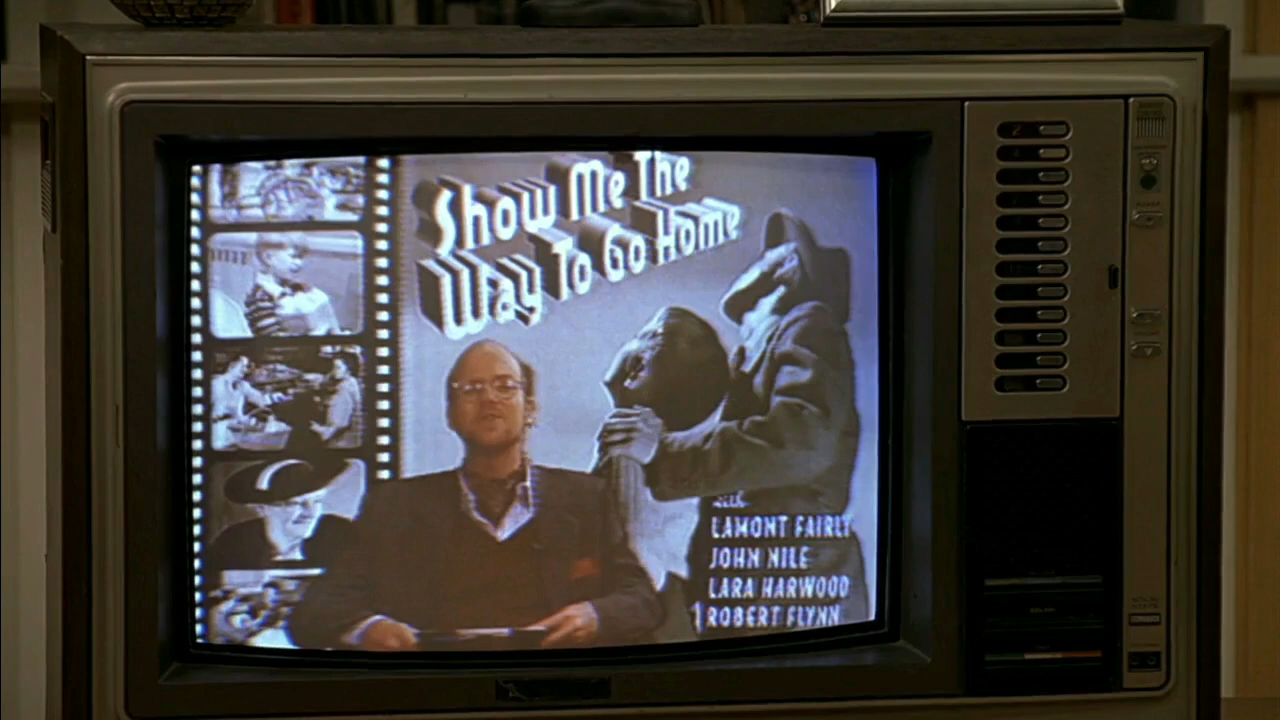 Show Me The
Way To Go Home
LAMONT FAIRLY
JOHN NILE
LARA HARWOOD
ROBERT FLYNN